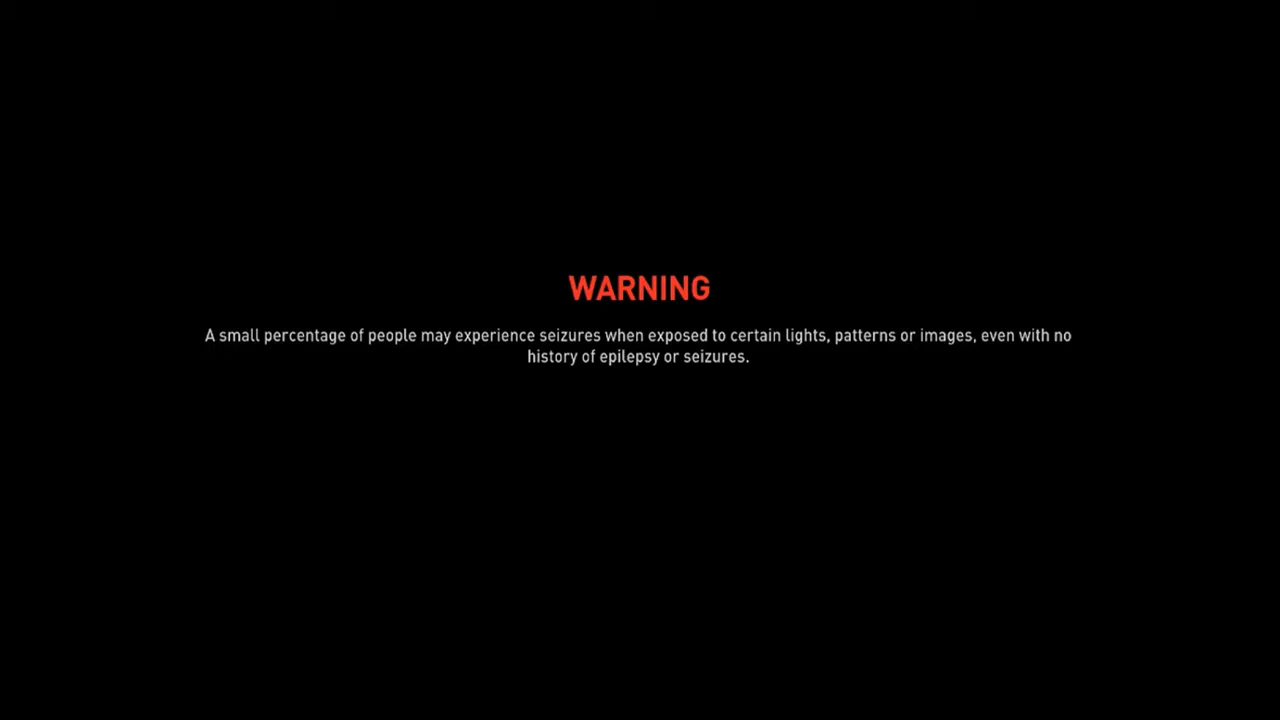 WARNING
A small percentage of people may experience seizures when exposed to certain lights, patterns or images, even with no
history of epilepsy or seizures.